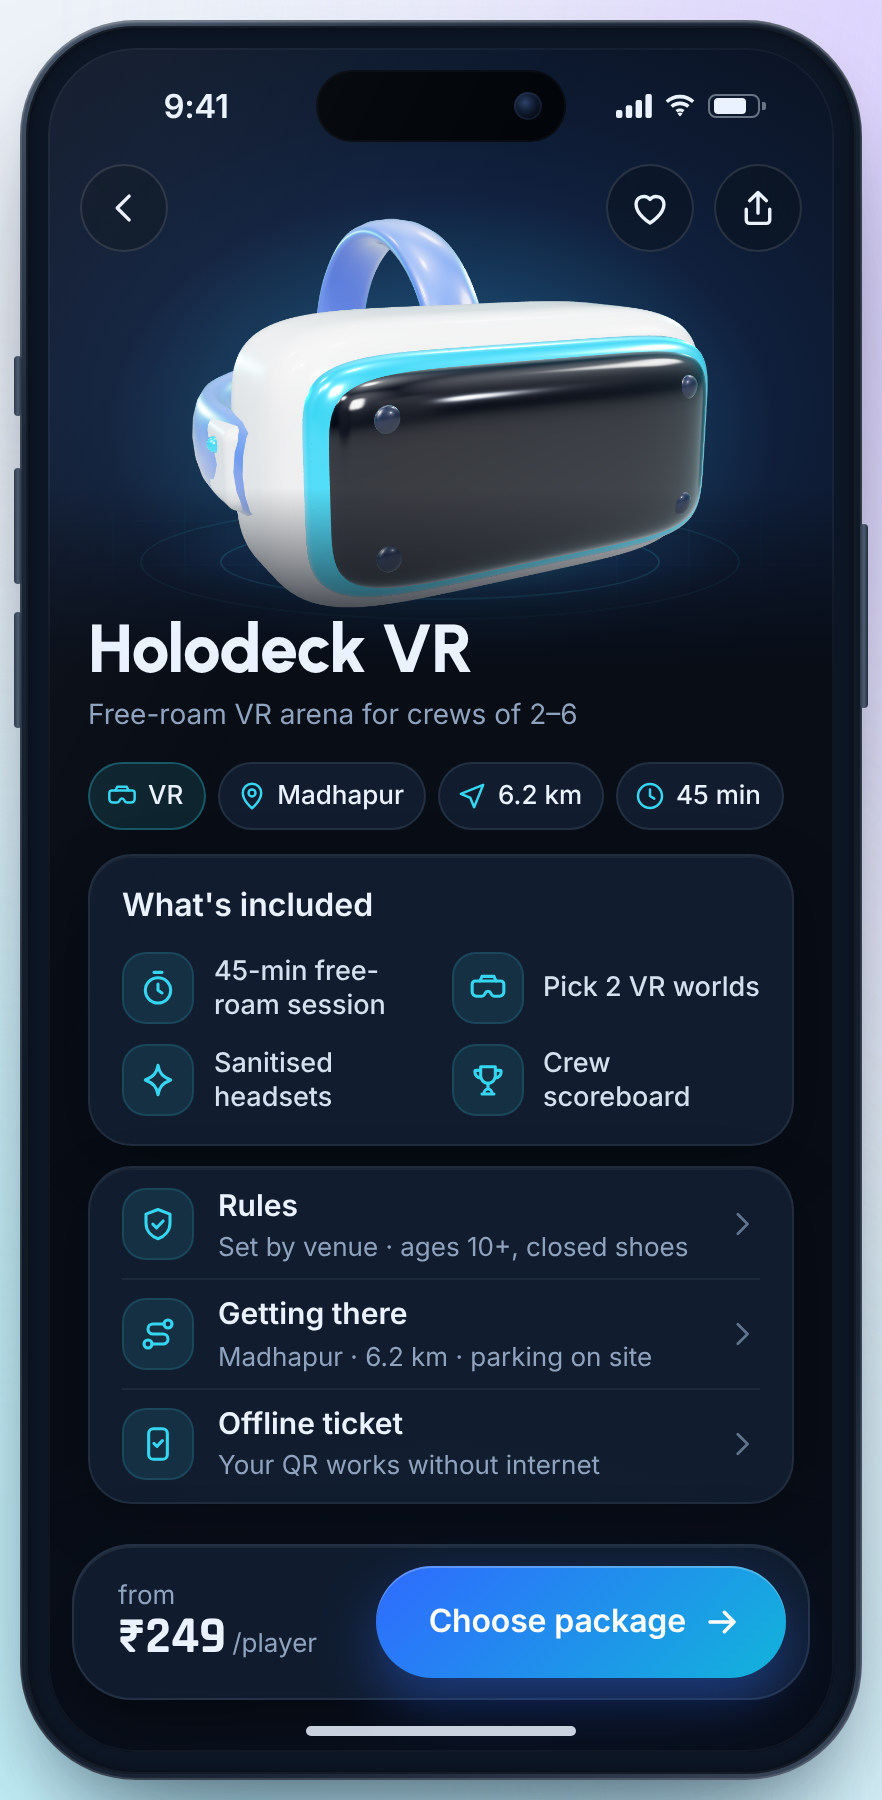 9:41
Holodeck VR
Free-roam VR arena for crews of 2–6
VR
Madhapur
6.2 km
45 min
What's included
45-min free-
roam session
Pick 2 VR worlds
Sanitised
headsets
Crew
scoreboard
Rules
Set by venue · ages 10+, closed shoes
Getting there
Madhapur · 6.2 km · parking on site
Offline ticket
Your QR works without internet
from
₹249 /player
Choose package →